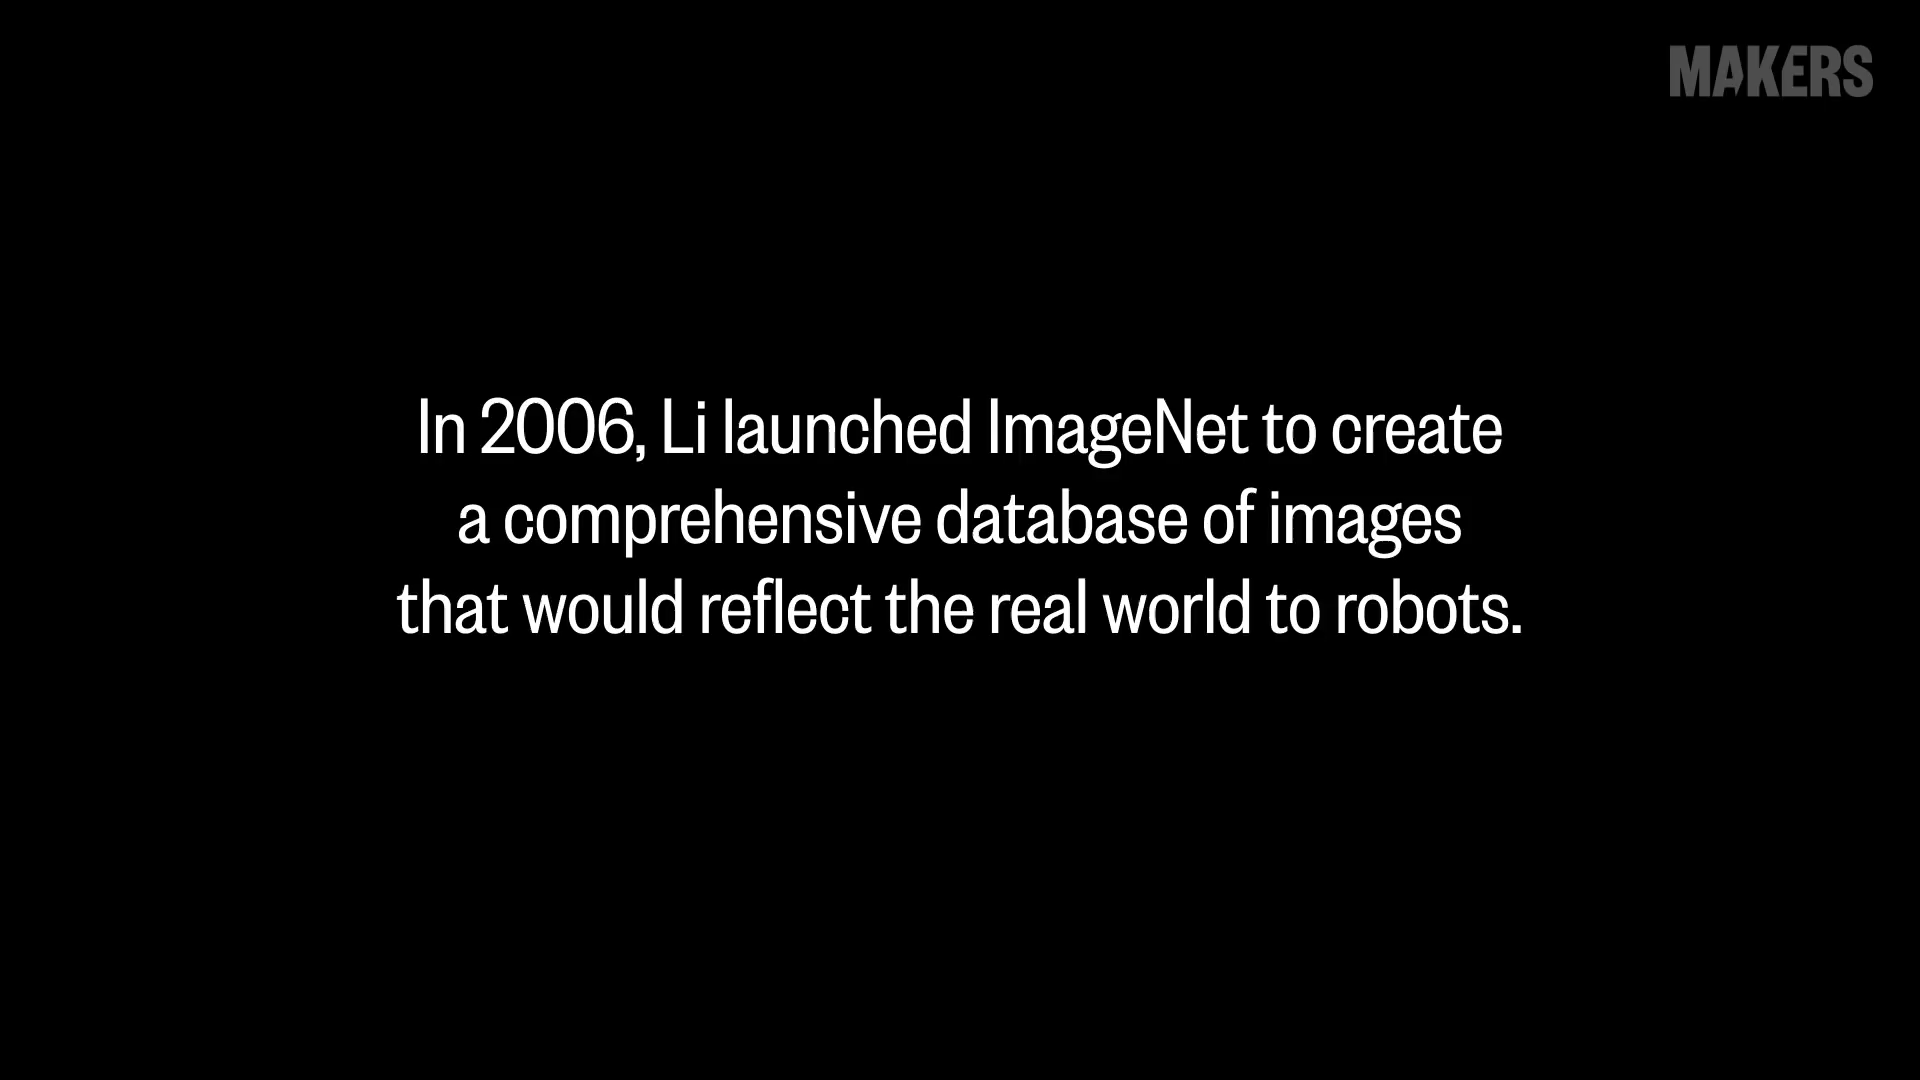 MAKERS
In 2006, Li launched ImageNet to create
a comprehensive database of images
that would reflect the real world to robots.